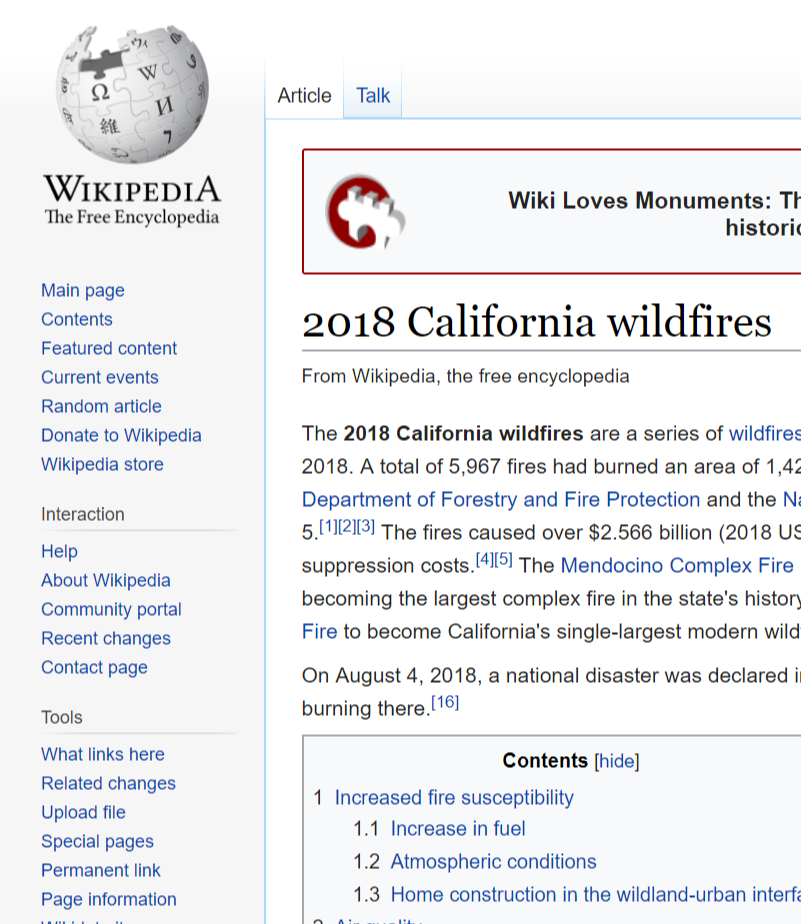 WIKIPEDIA
The Free Encyclopedia
Main page
Contents
Featured content
Current events
Random article
Donate to Wikipedia
Wikipedia store
Interaction
Help
About Wikipedia
Community portal
Recent changes
Contact page
Tools
What links here
Related changes
Upload file
Special pages
Permanent link
Page information
Article Talk
Wiki Loves Monuments: Th
historic
2018 California wildfires
From Wikipedia, the free encyclopedia
The 2018 California wildfires are a series of wildfires
2018. A total of 5,967 fires had burned an area of 1,42
Department of Forestry and Fire Protection and the Na
5.[1][2][3] The fires caused over $2.566 billion (2018 US
suppression costs.[4][5] The Mendocino Complex Fire
becoming the largest complex fire in the state's history
Fire to become California's single-largest modern wild
On August 4, 2018, a national disaster was declared i
burning there.[16]
Contents [hide]
1 Increased fire susceptibility
1.1 Increase in fuel
1.2 Atmospheric conditions
1.3 Home construction in the wildland-urban interfa